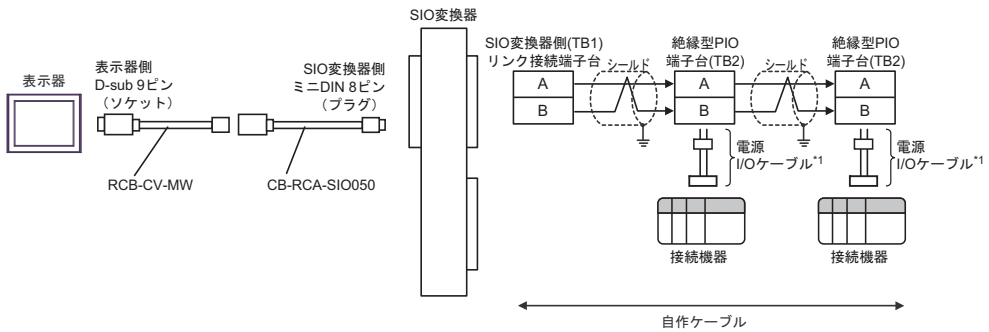 SIO変換器
表示器
表示器側
D-sub 9ピン
（ソケット）
SIO変換器側
ミニDIN 8ピン
（プラグ）
RCB-CV-MW
CB-RCA-SIO050
SIO変換器側(TB1)
リンク接続端子台
A
B
シールド
絶縁型PIO
端子台(TB2)
A
B
シールド
絶縁型PIO
端子台(TB2)
A
B
電源
I/Oケーブル*1
電源
I/Oケーブル*1
接続機器
接続機器
自作ケーブル